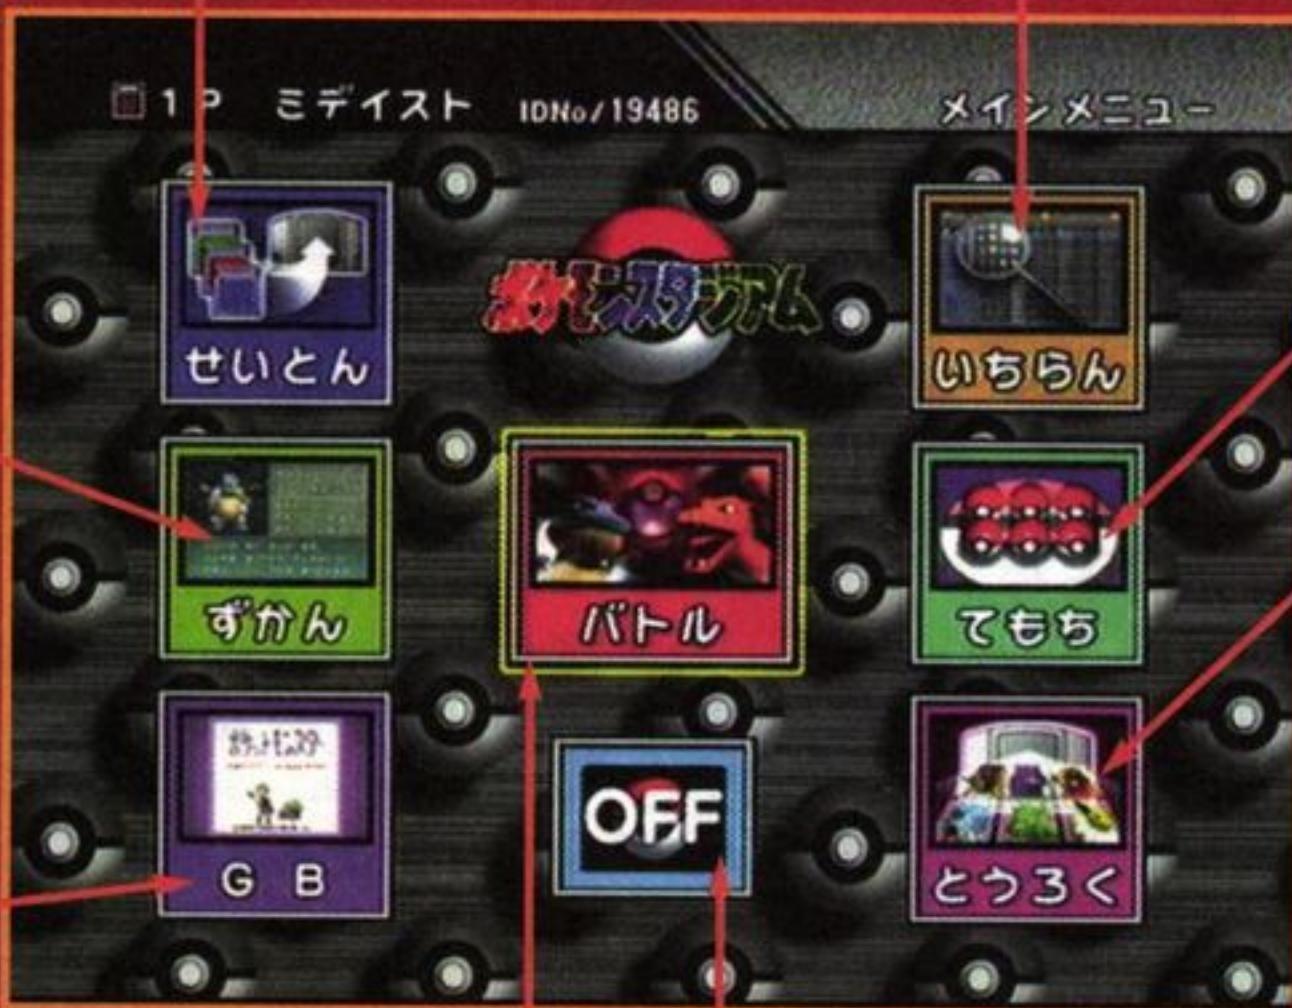 1P ミデイスト IDNo/19486 メインメニュー
せいとん
ポケモンスタジアム
いちらん
ずかん
バトル
てもち
GB
OFF
とうろく